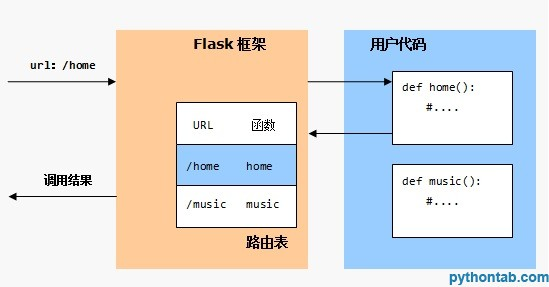 Flask 框架
用户代码
url: /home
def home():
#....
URL 函数
/home home
/music music
路由表
def music():
#....
调用结果
pythontab.com